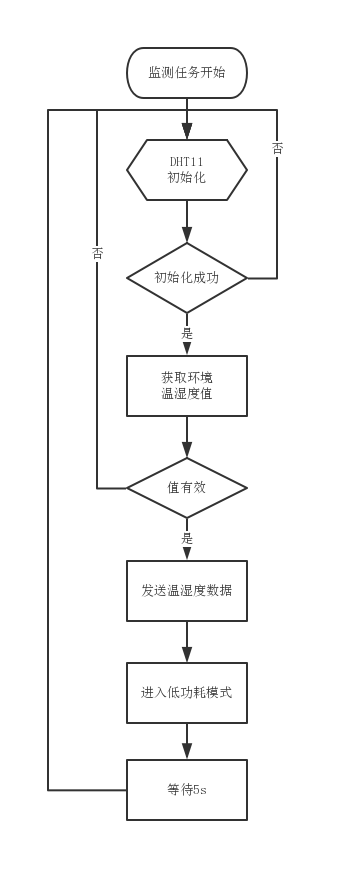 监测任务开始
否
DHT11
初始化
否
初始化成功
是
获取环境
温湿度值
值有效
是
发送温湿度数据
进入低功耗模式
等待5s